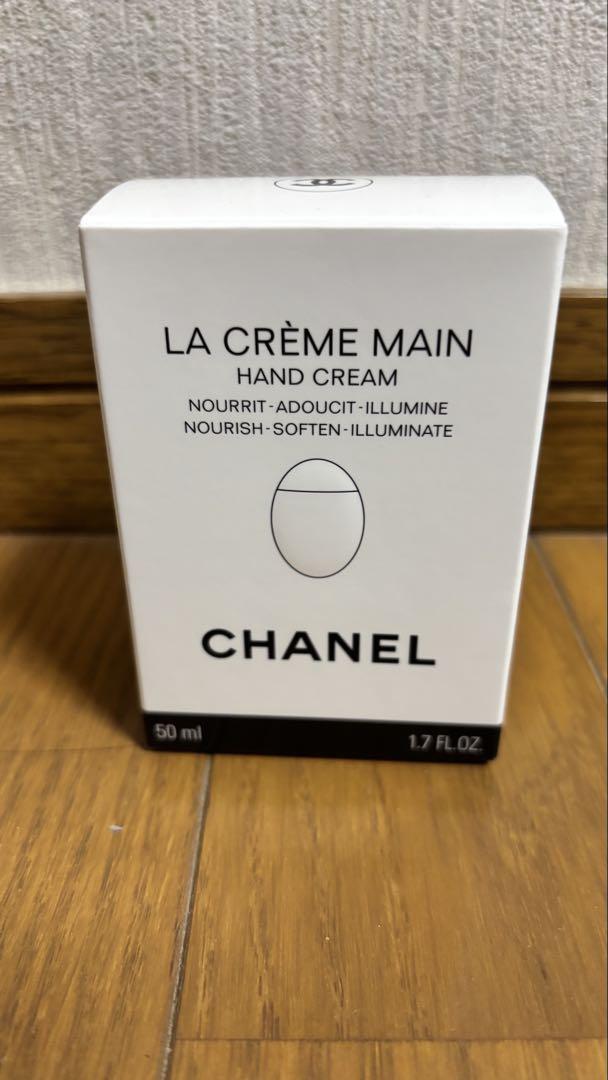 LA CRÈME MAIN
HAND CREAM
NOURRIT-ADOUCIT-ILLUMINE
NOURISH-SOFTEN-ILLUMINATE
CHANEL
50 ml
1.7 FL.OZ.